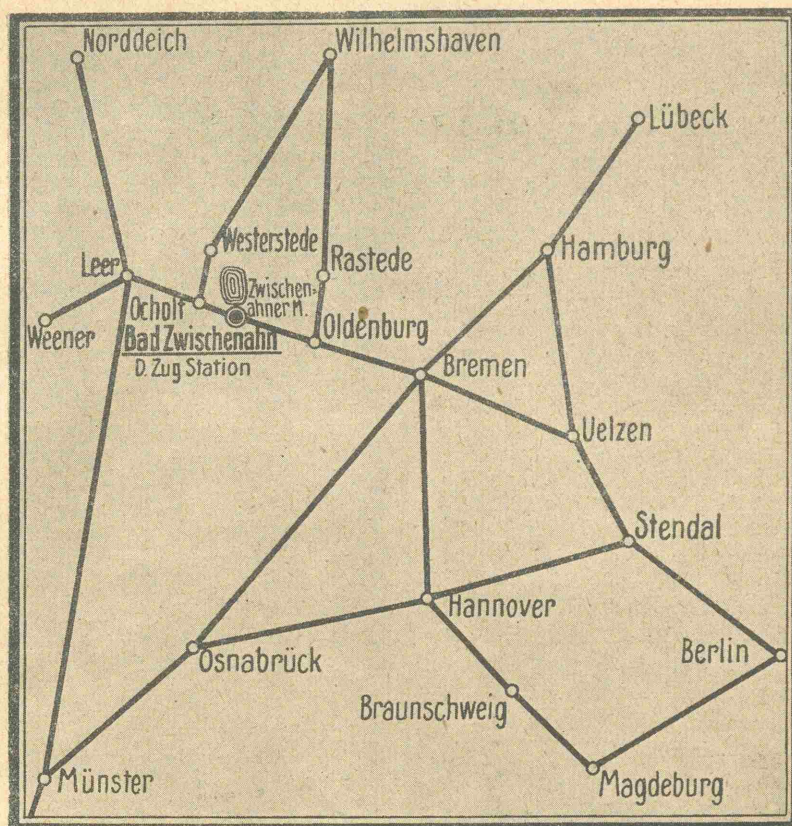 Norddeich
Wilhelmshaven
Lübeck
Westerstede
Hamburg
Leer
Rastede
Zwischen-
ahner M.
Ocholt
Weener
Bad Zwischenahn
Oldenburg
D. Zug Station
Bremen
Uelzen
Stendal
Hannover
Osnabrück
Berlin
Braunschweig
Münster
Magdeburg